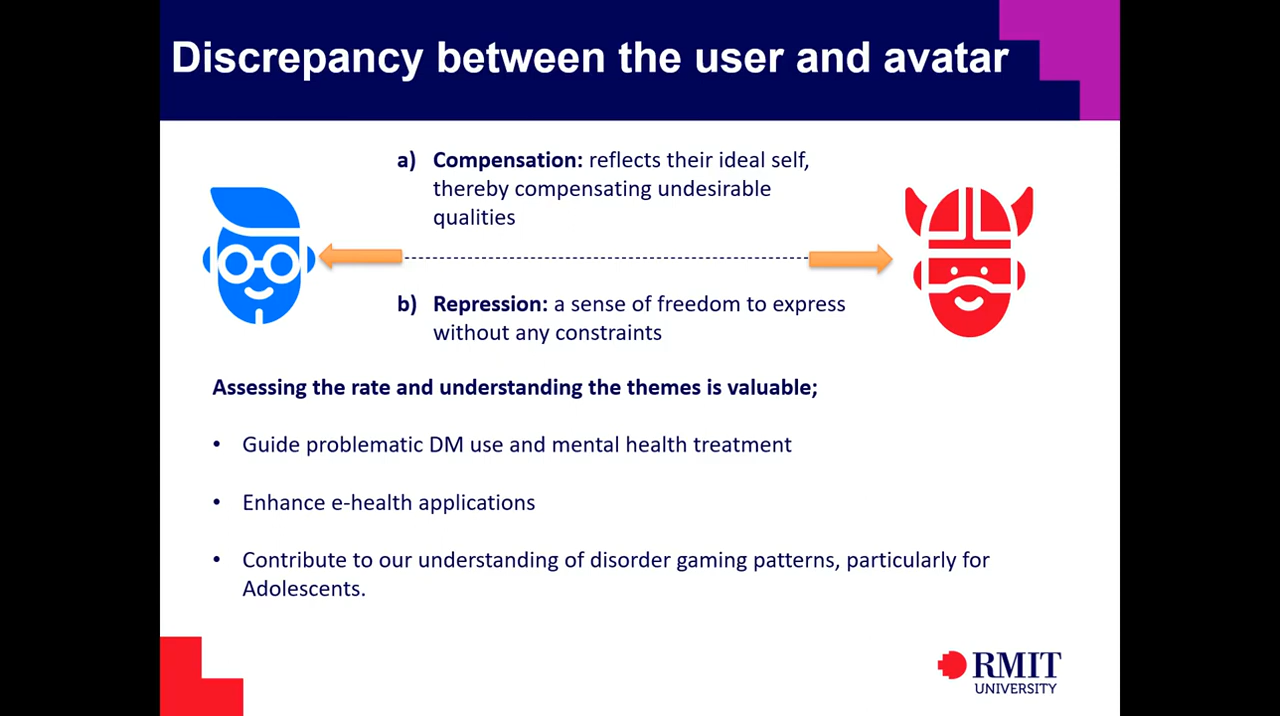 Discrepancy between the user and avatar
a) Compensation: reflects their ideal self,
thereby compensating undesirable
qualities
b) Repression: a sense of freedom to express
without any constraints
Assessing the rate and understanding the themes is valuable;
• Guide problematic DM use and mental health treatment
• Enhance e-health applications
• Contribute to our understanding of disorder gaming patterns, particularly for
Adolescents.
RMIT
UNIVERSITY